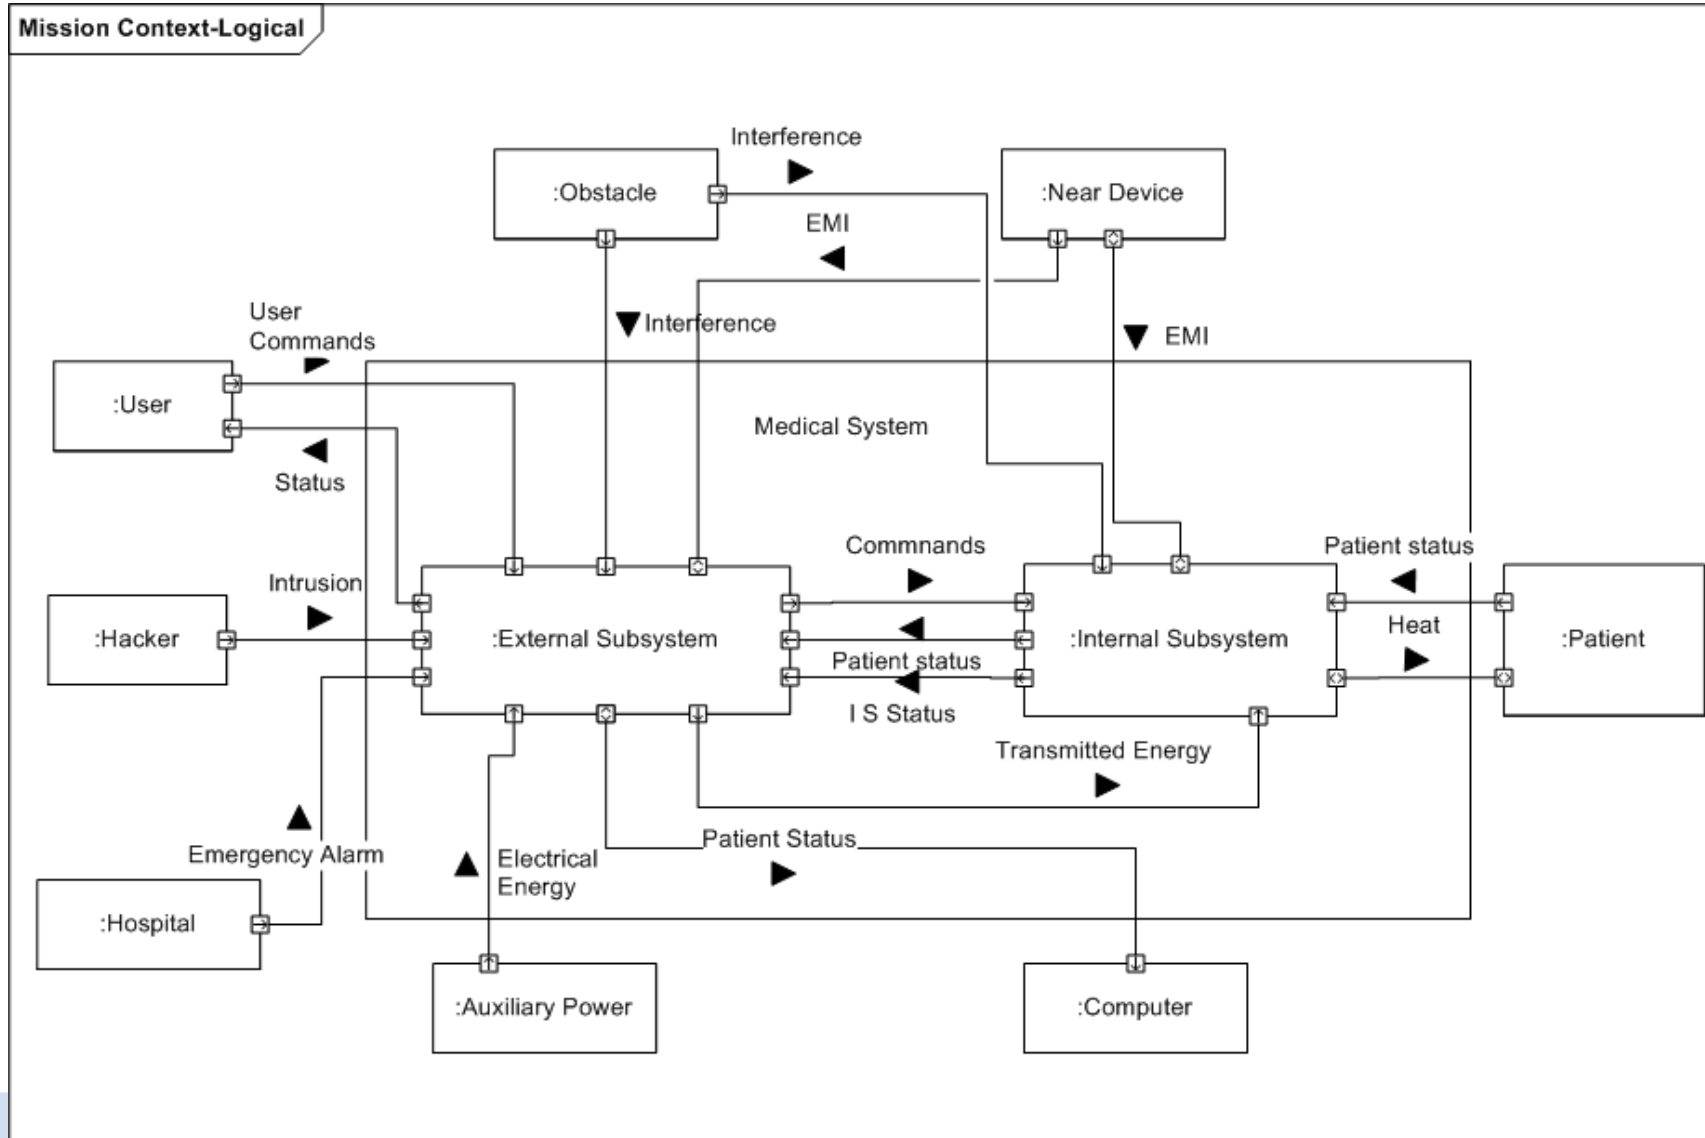 Mission Context-Logical
Interference
:Obstacle
:Near Device
EMI
User
Commands
Interference
EMI
:User
Medical System
Status
Commnands
Patient status
Intrusion
Heat
:Hacker
:External Subsystem
:Internal Subsystem
:Patient
Patient status
I S Status
Transmitted Energy
Patient Status
Emergency Alarm
Electrical
Energy
:Hospital
:Auxiliary Power
:Computer